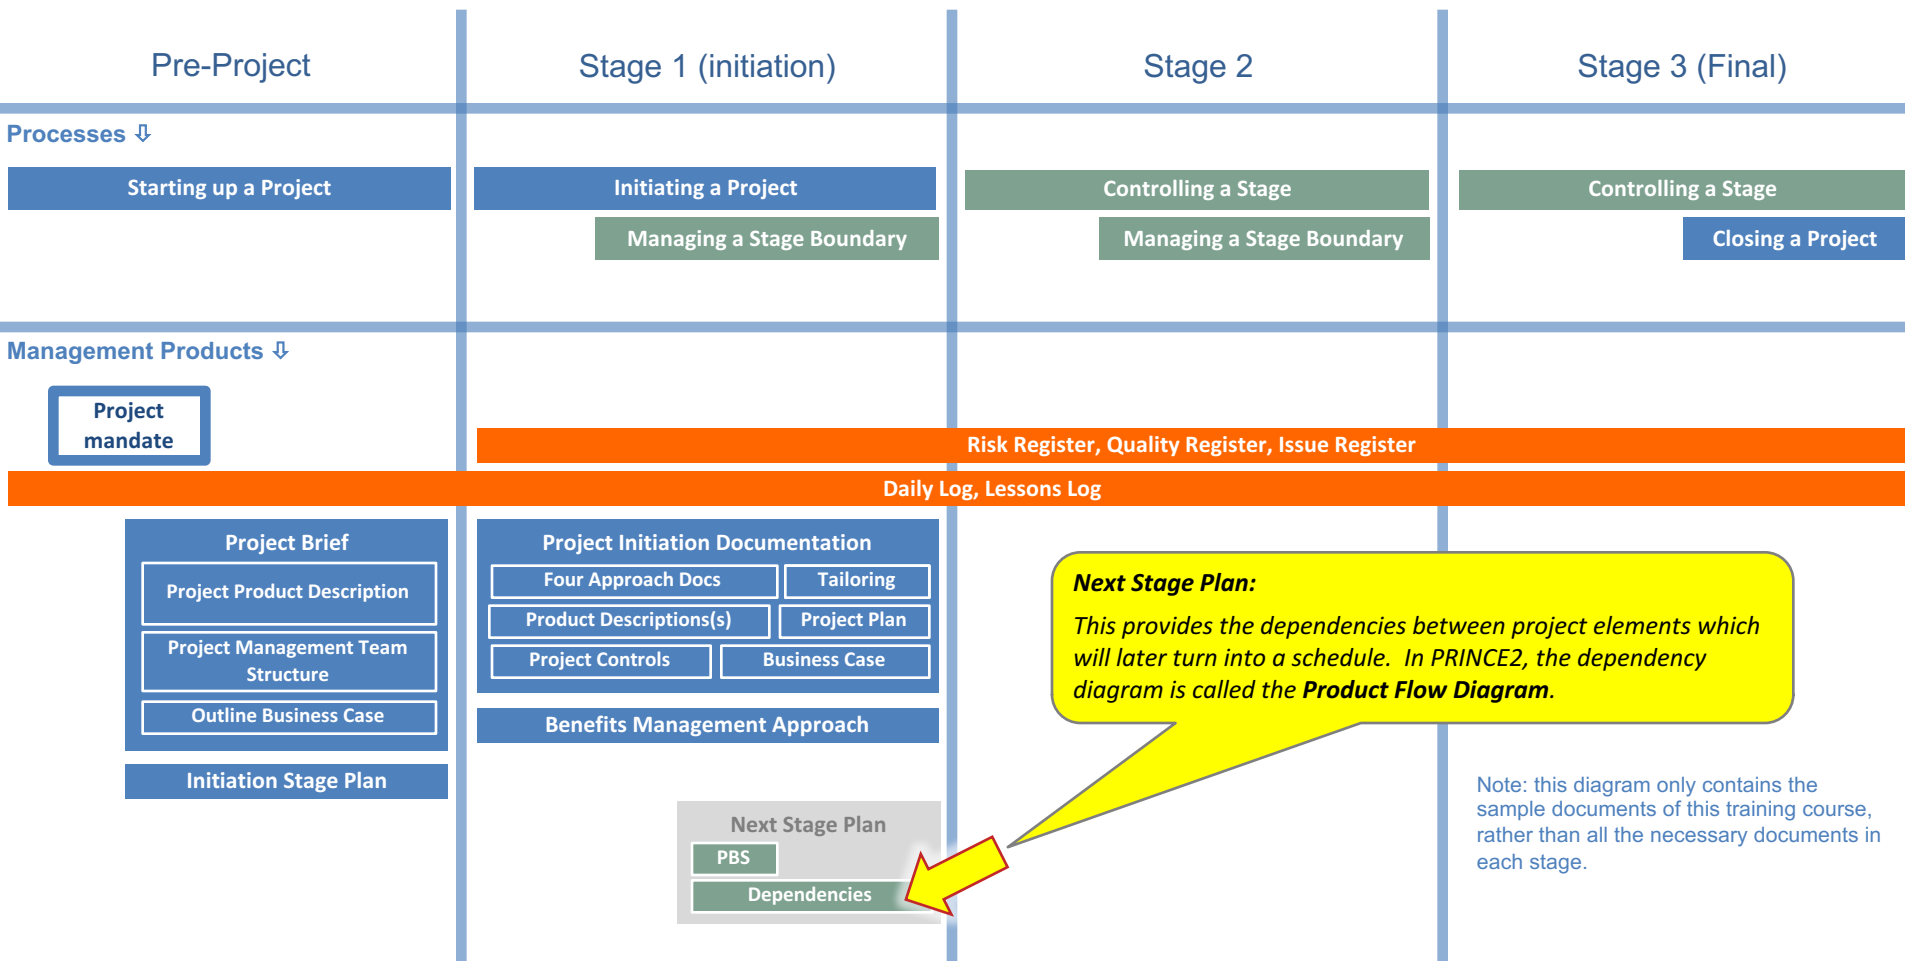 Pre-Project
Stage 1 (initiation)
Stage 2
Stage 3 (Final)
Processes ⇩
Starting up a Project
Initiating a Project
Controlling a Stage
Controlling a Stage
Managing a Stage Boundary
Managing a Stage Boundary
Closing a Project
Management Products ⇩
Project
mandate
Risk Register, Quality Register, Issue Register
Daily Log, Lessons Log
Project Brief
Project Product Description
Project Management Team
Structure
Outline Business Case
Initiation Stage Plan
Project Initiation Documentation
Four Approach Docs
Tailoring
Product Descriptions(s)
Project Plan
Project Controls
Business Case
Benefits Management Approach
Next Stage Plan
PBS
Dependencies
Next Stage Plan:
This provides the dependencies between project elements which
will later turn into a schedule. In PRINCE2, the dependency
diagram is called the Product Flow Diagram.
Note: this diagram only contains the
sample documents of this training course,
rather than all the necessary documents in
each stage.